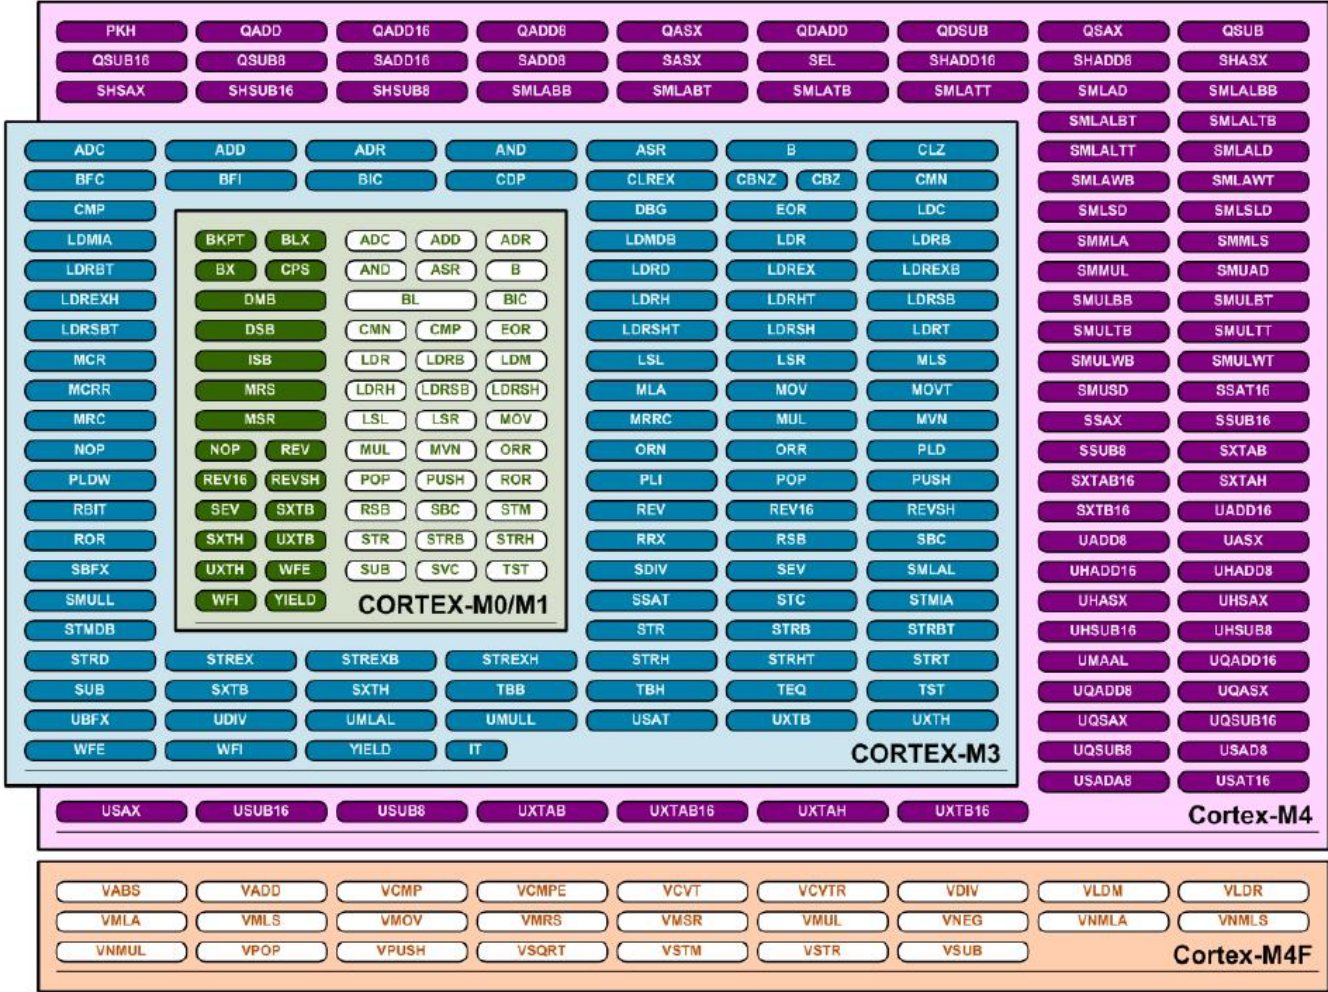 PKH QADD QADD16 QADD8 QASX QDADD QDSUB QSAX QSUB
QSUB16 QSUB8 SADD16 SADD8 SASX SEL SHADD16 SHADD8 SHASX
SHSAX SHSUB16 SHSUB8 SMLABB SMLABT SMLATB SMLATT SMLAD SMLALBB
SMLALBT SMLALTB
ADC ADD ADR AND ASR B CLZ SMLALTT SMLALD
BFC BFI BIC CDP CLREX CBNZ CBZ CMN SMLAWB SMLAWT
CMP DBG EOR LDC SMLSD SMLSLD
LDMIA BKPT BLX ADC ADD ADR LDMDB LDR LDRB SMMLA SMMLS
LDRBT BX CPS AND ASR B LDRD LDREX LDREXB SMMUL SMUAD
LDREXH DMB BL BIC LDRH LDRHT LDRSB SMULBB SMULBT
LDRSBT DSB CMN CMP EOR LDRSHT LDRSH LDRT SMULTB SMULTT
MCR ISB LDR LDRB LDM LSL LSR MLS SMULWB SMULWT
MCRR MRS LDRH LDRSB LDRSH MLA MOV MOVT SMUSD SSAT16
MRC MSR LSL LSR MOV MRRC MUL MVN SSAX SSUB16
NOP NOP REV MUL MVN ORR ORN ORR PLD SSUB8 SXTAB
PLDW REV16 REVSH POP PUSH ROR PLI POP PUSH SXTAB16 SXTAH
RBIT SEV SXTB RSB SBC STM REV REV16 REVSH SXTB16 UADD16
ROR SXTH UXTB STR STRB STRH RRX RSB SBC UADD8 UASX
SBFX UXTH WFE SUB SVC TST SDIV SEV SMLAL UHADD16 UHADD8
SMULL WFI YIELD CORTEX-M0/M1 SSAT STC STMIA UHASX UHSAX
STMDB STR STRB STRBT UHSUB16 UHSUB8
STRD STREX STREXB STREXH STRH STRHT STRT UMAAL UQADD16
SUB SXTB SXTH TBB TBH TEQ TST UQADD8 UQASX
UBFX UDIV UMLAL UMULL USAT UXTB UXTH UQSAX UQSUB16
WFE WFI YIELD IT CORTEX-M3 UQSUB8 USAD8
USADA8 USAT16
USAX USUB16 USUB8 UXTAB UXTAB16 UXTAH UXTB16 Cortex-M4
VABS VADD VCMP VCMPE VCVT VCVTR VDIV VLDM VLDR
VMLA VMLS VMOV VMRS VMSR VMUL VNEG VNMLA VNMLS
VNMUL VPOP VPUSH VSQRT VSTM VSTR VSUB Cortex-M4F